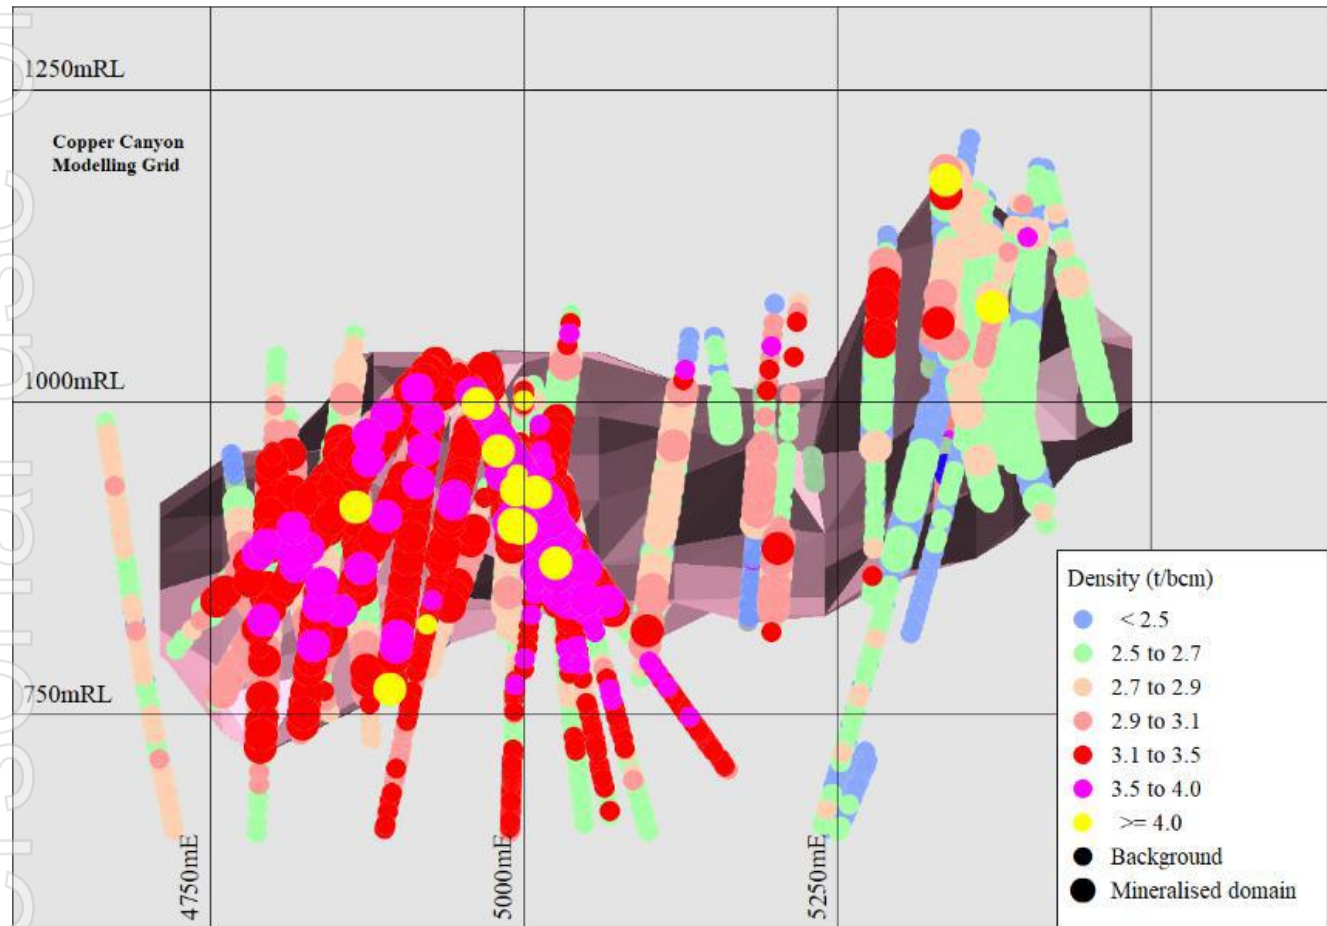 1250mRL
Copper Canyon
Modelling Grid
1000mRL
750mRL
4750mE
5000mE
5250mE
Density (t/bcm)
< 2.5
2.5 to 2.7
2.7 to 2.9
2.9 to 3.1
3.1 to 3.5
3.5 to 4.0
>= 4.0
Background
Mineralised domain